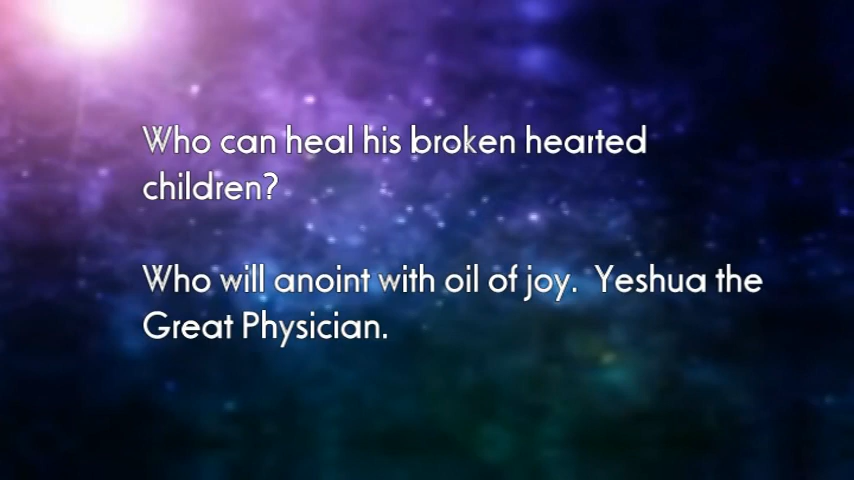 Who can heal his broken hearted
children?
Who will anoint with oil of joy.  Yeshua the
Great Physician.